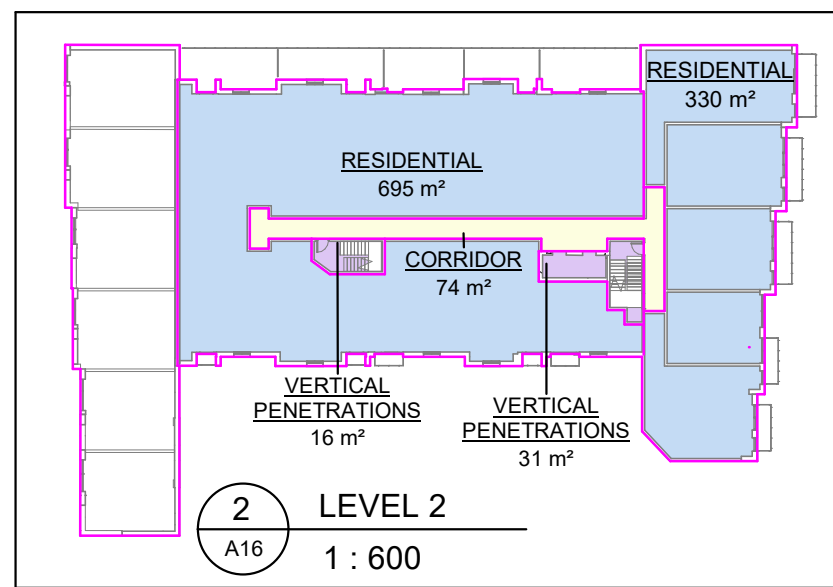 RESIDENTIAL
330 m²
RESIDENTIAL
695 m²
CORRIDOR
74 m²
VERTICAL
PENETRATIONS
16 m²
VERTICAL
PENETRATIONS
31 m²
2
A16
LEVEL 2
1 : 600